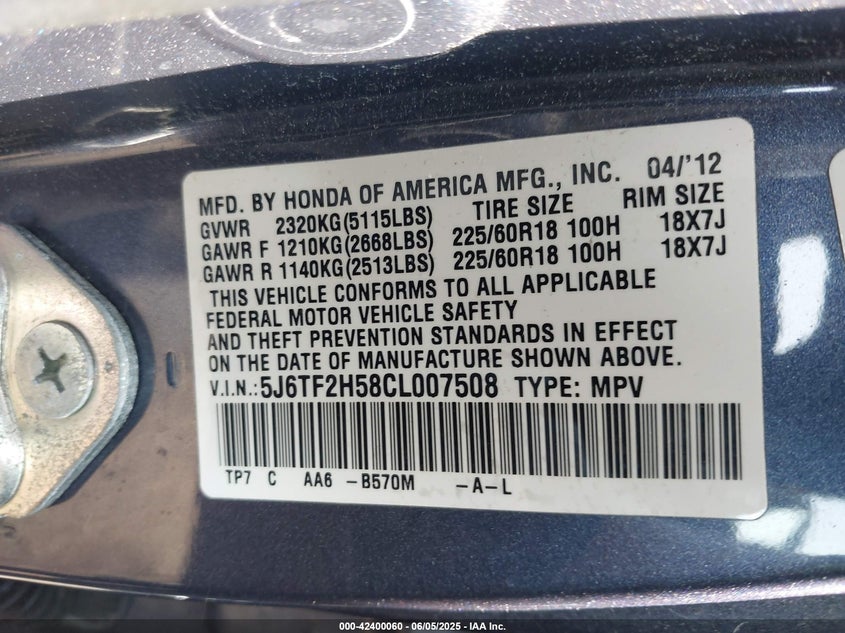 MFD. BY HONDA OF AMERICA MFG., INC. 04/'12
GVWR 2320KG(5115LBS) TIRE SIZE RIM SIZE
GAWR F 1210KG(2668LBS) 225/60R18 100H 18X7J
GAWR R 1140KG(2513LBS) 225/60R18 100H 18X7J
THIS VEHICLE CONFORMS TO ALL APPLICABLE
FEDERAL MOTOR VEHICLE SAFETY
AND THEFT PREVENTION STANDARDS IN EFFECT
ON THE DATE OF MANUFACTURE SHOWN ABOVE.
V.I.N.:5J6TF2H58CL007508 TYPE: MPV
TP7 C AA6 -B570M -A-L
000-42400060 - 06/05/2025 - IAA Inc.